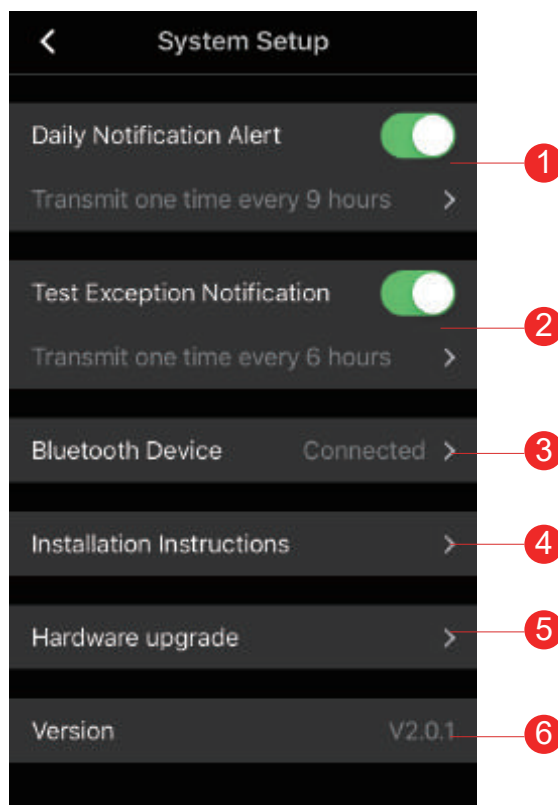 System Setup
Daily Notification Alert
1
Transmit one time every 9 hours
Test Exception Notification
2
Transmit one time every 6 hours
Bluetooth Device Connected
3
Installation Instructions
4
Hardware upgrade
5
Version V2.0.1
6